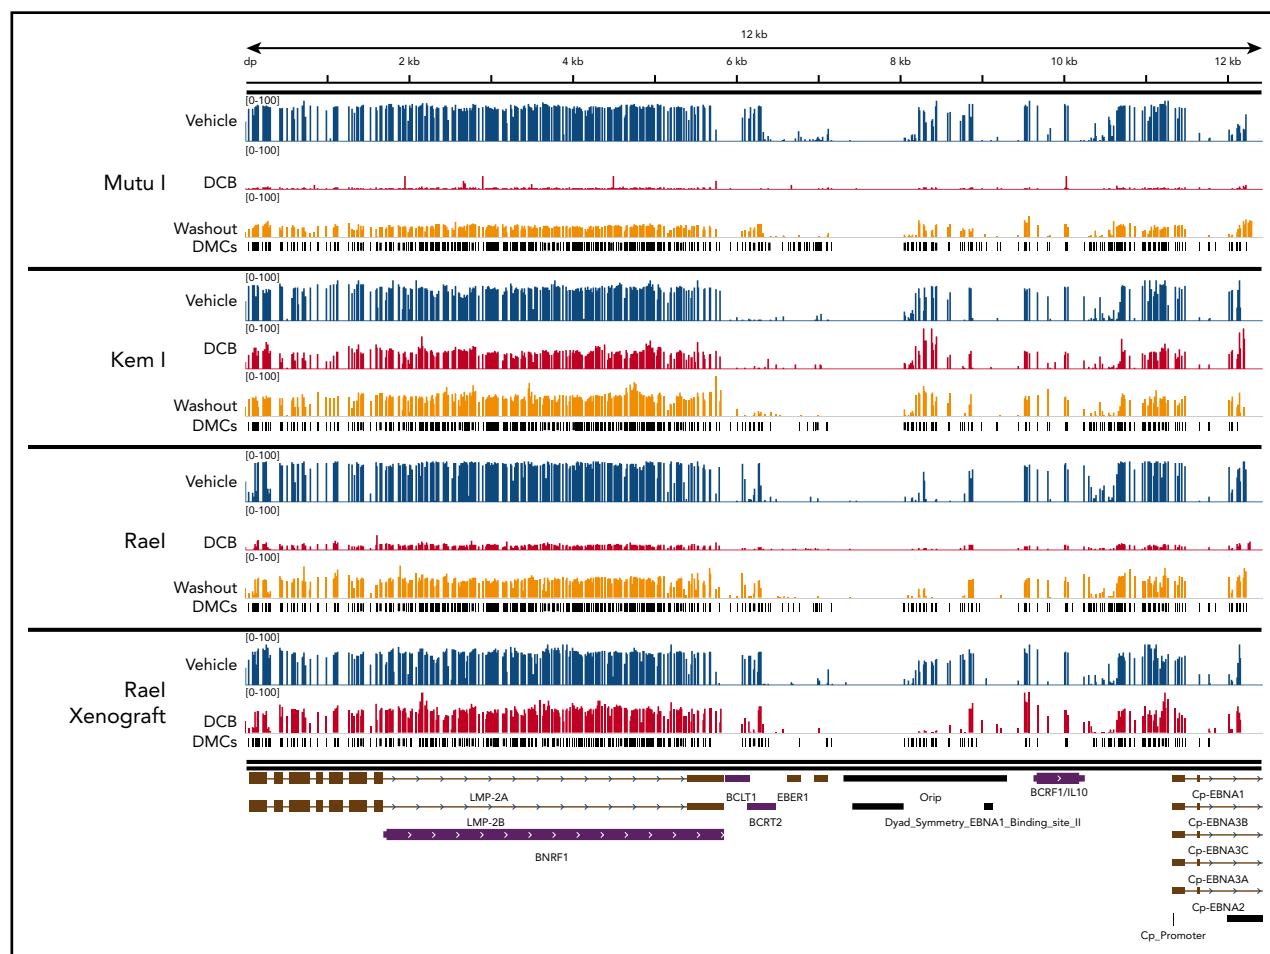 12 kb
dp 2 kb 4 kb 6 kb 8 kb 10 kb 12 kb
[0-100]
Vehicle
[0-100]
Mutu I DCB
[0-100]
Washout
DMCs
[0-100]
Vehicle
[0-100]
Kem I DCB
[0-100]
Washout
DMCs
[0-100]
Vehicle
[0-100]
Rael DCB
[0-100]
Washout
DMCs
[0-100]
Vehicle
Rael Xenograft
[0-100]
DCB
DMCs
LMP-2A BCLT1 EBER1 Orip BCRF1/IL10 Cp-EBNA1
LMP-2B BCRT2 Dyad_Symmetry_EBNA1_Binding_site_II Cp-EBNA3B
BNRF1 Cp-EBNA3C
Cp-EBNA3A
Cp-EBNA2
Cp_Promoter